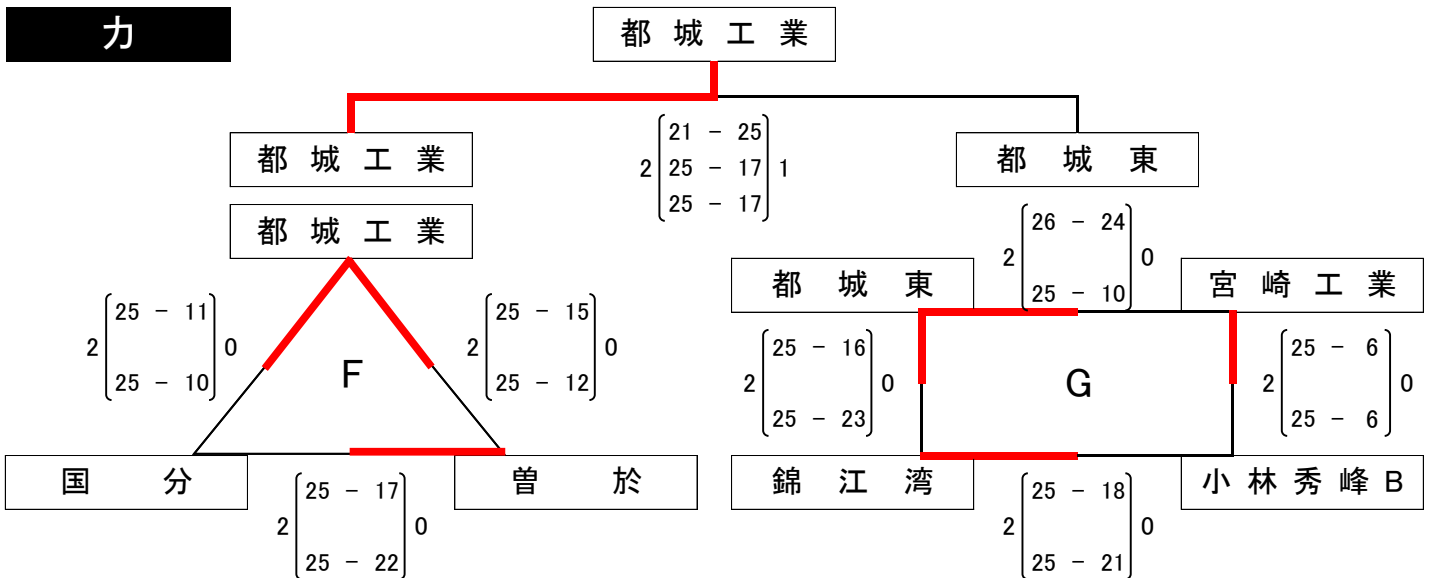 カ
都城工業
都城工業
都城東
2 21 - 25 1
25 - 17
25 - 17
都城工業
2 26 - 24 0
25 - 10
都城東
宮崎工業
2 25 - 11 0
25 - 10
2 25 - 15 0
25 - 12
F
2 25 - 16 0
25 - 23
G
2 25 - 6 0
25 - 6
国分
曽於
錦江湾
小林秀峰B
2 25 - 17 0
25 - 22
2 25 - 18 0
25 - 21